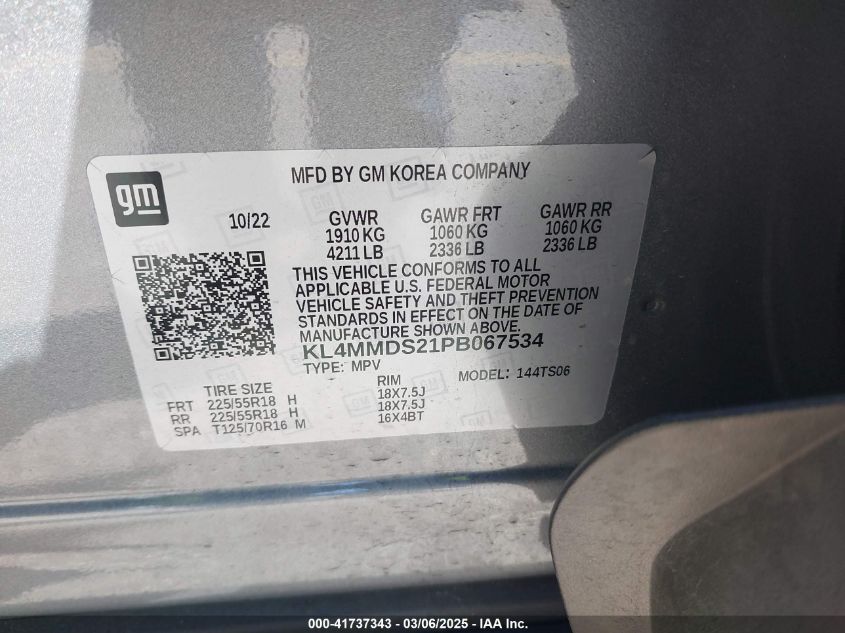 gm
MFD BY GM KOREA COMPANY
10/22 GVWR GAWR FRT GAWR RR
1910 KG 1060 KG 1060 KG
4211 LB 2336 LB 2336 LB
THIS VEHICLE CONFORMS TO ALL
APPLICABLE U.S. FEDERAL MOTOR
VEHICLE SAFETY AND THEFT PREVENTION
STANDARDS IN EFFECT ON THE DATE OF
MANUFACTURE SHOWN ABOVE.
KL4MMDS21PB067534
TYPE: MPV MODEL: 144TS06
TIRE SIZE RIM
FRT 225/55R18 H 18X7.5J
RR 225/55R18 H 18X7.5J
SPA T125/70R16 M 16X4BT
000-41737343 | 03/06/2025 - IAA Inc.